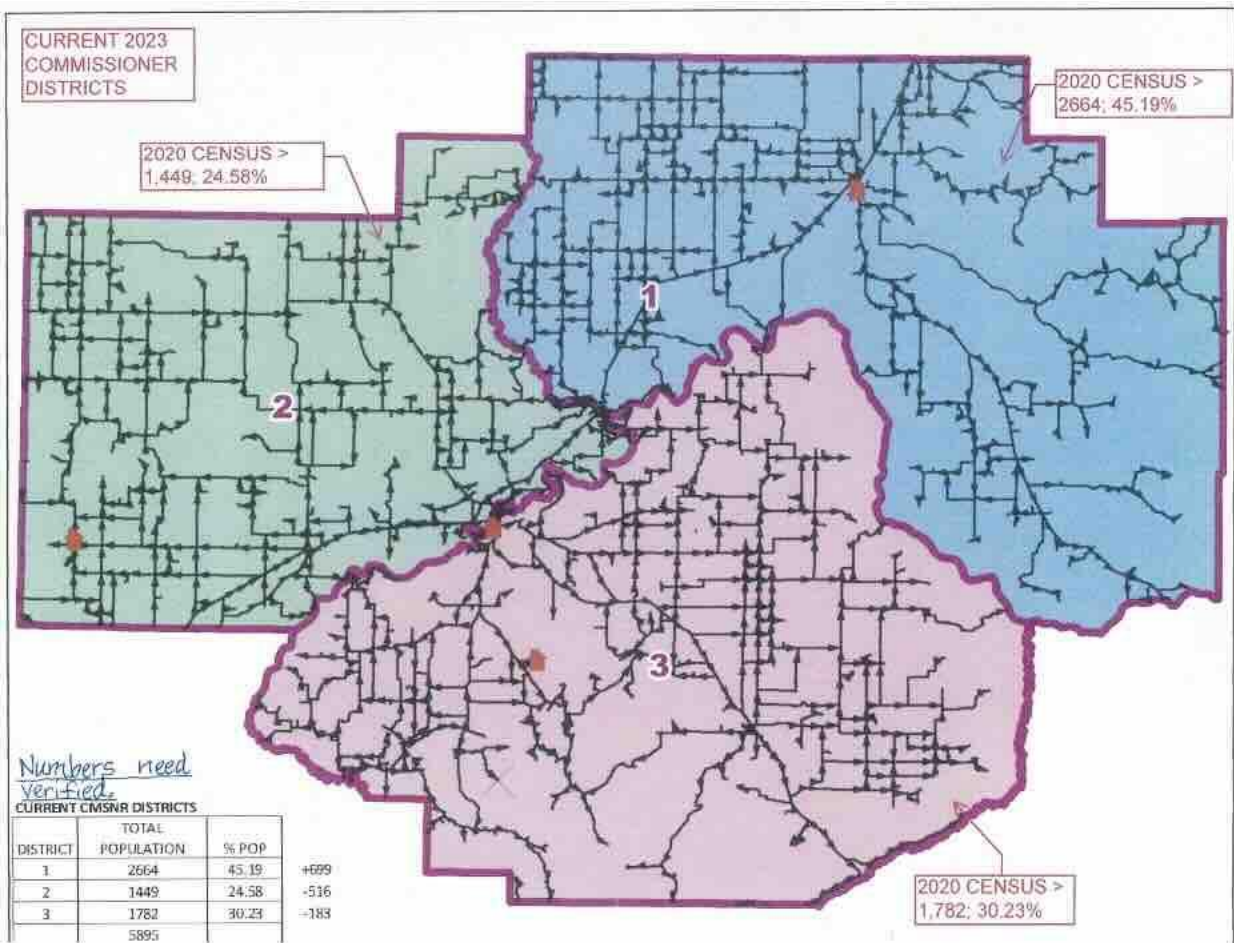 CURRENT 2023
COMMISSIONER
DISTRICTS
2020 CENSUS >
2664; 45.19%
2020 CENSUS >
1,449, 24.58%
1
2
3
Numbers need
verified.
CURRENT CMSNR DISTRICTS
DISTRICT TOTAL POPULATION % POP
1 2664 45.19 +699
2 1449 24.58 -516
3 1782 30.23 -183
5895
2020 CENSUS >
1,782; 30.23%